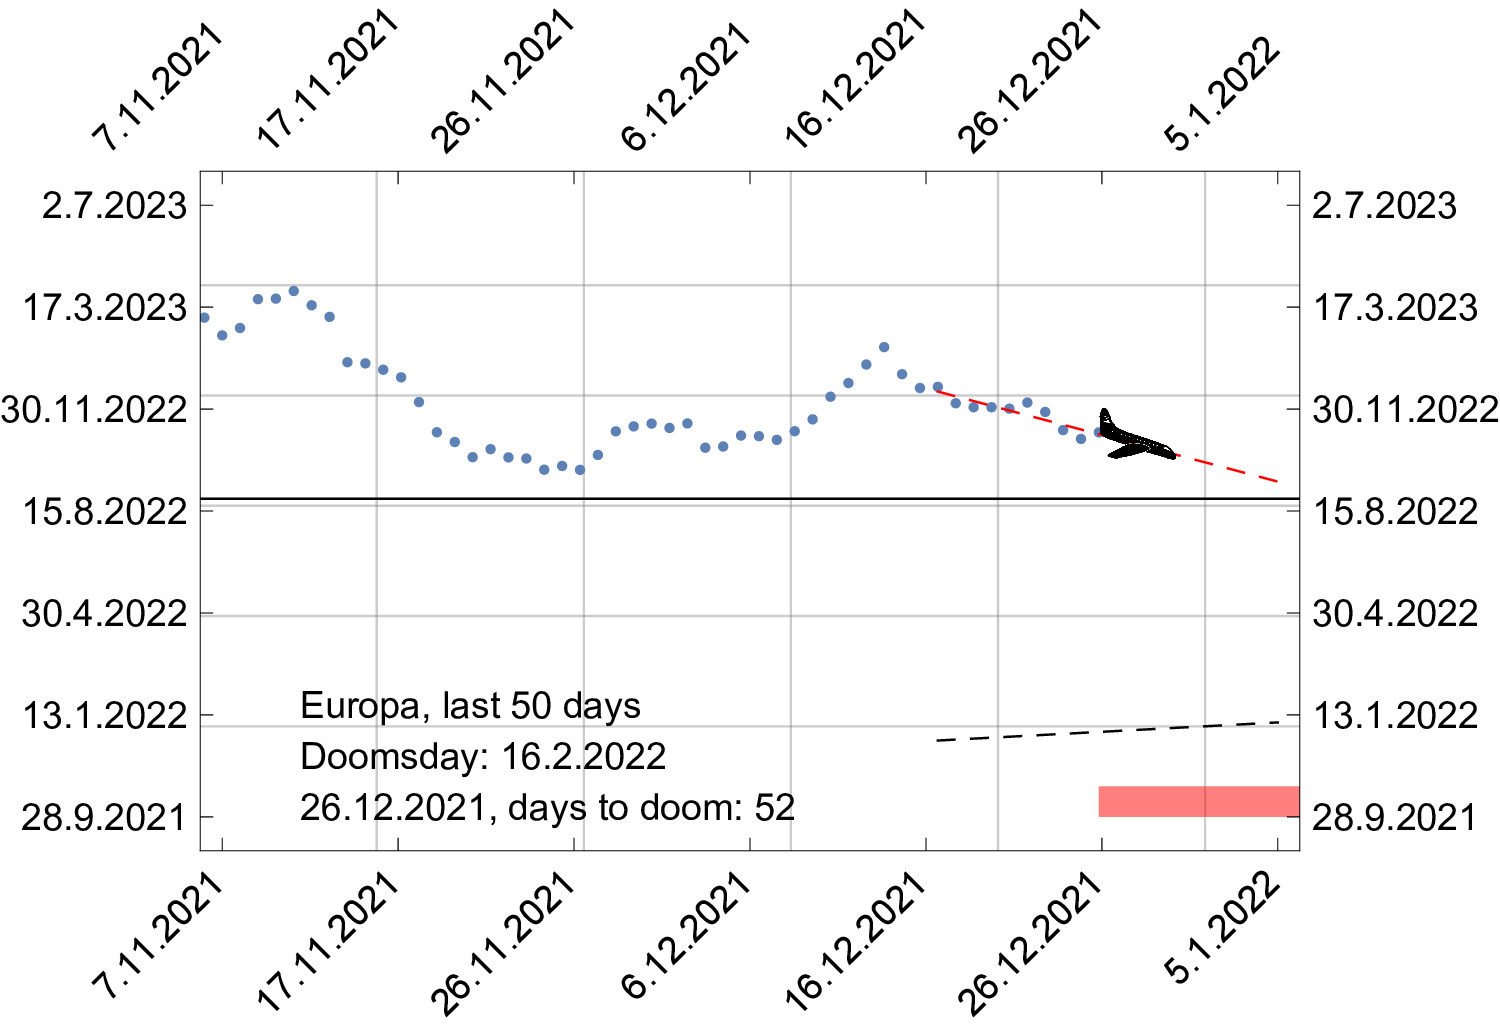 7.11.2021 17.11.2021 26.11.2021 6.12.2021 16.12.2021 26.12.2021 5.1.2022
2.7.2023 2.7.2023
17.3.2023 17.3.2023
30.11.2022 30.11.2022
15.8.2022 15.8.2022
30.4.2022 30.4.2022
13.1.2022 13.1.2022
Europa, last 50 days
Doomsday: 16.2.2022
26.12.2021, days to doom: 52
28.9.2021 28.9.2021
7.11.2021 17.11.2021 26.11.2021 6.12.2021 16.12.2021 26.12.2021 5.1.2022